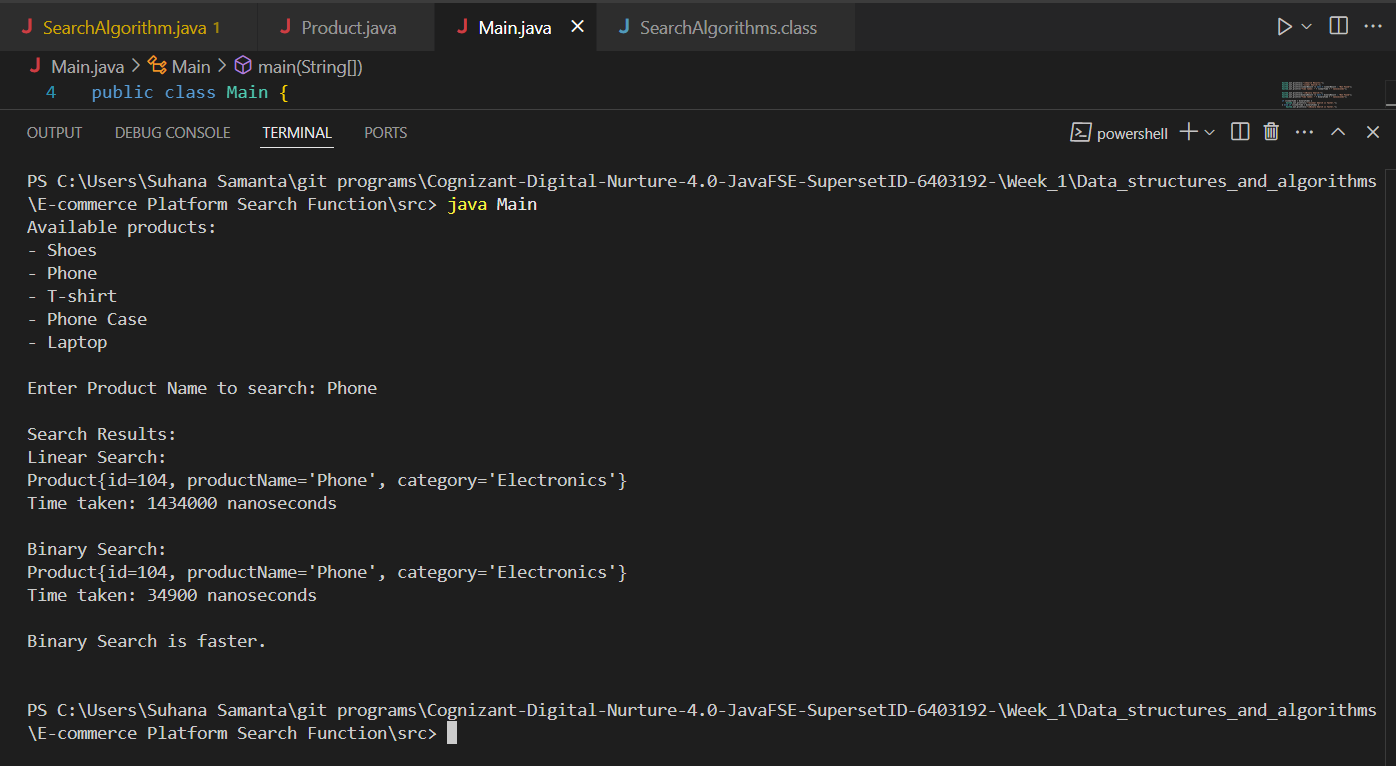 SearchAlgorithm.java 1 Product.java Main.java SearchAlgorithms.class
Main.java > Main > main(String[])
4 public class Main {
OUTPUT DEBUG CONSOLE TERMINAL PORTS powershell
PS C:\Users\Suhana Samanta\git programs\Cognizant-Digital-Nurture-4.0-JavaFSE-SupersetID-6403192-\Week_1\Data_structures_and_algorithms
\E-commerce Platform Search Function\src> java Main
Available products:
- Shoes
- Phone
- T-shirt
- Phone Case
- Laptop
Enter Product Name to search: Phone
Search Results:
Linear Search:
Product{id=104, productName='Phone', category='Electronics'}
Time taken: 1434000 nanoseconds
Binary Search:
Product{id=104, productName='Phone', category='Electronics'}
Time taken: 34900 nanoseconds
Binary Search is faster.
PS C:\Users\Suhana Samanta\git programs\Cognizant-Digital-Nurture-4.0-JavaFSE-SupersetID-6403192-\Week_1\Data_structures_and_algorithms
\E-commerce Platform Search Function\src>